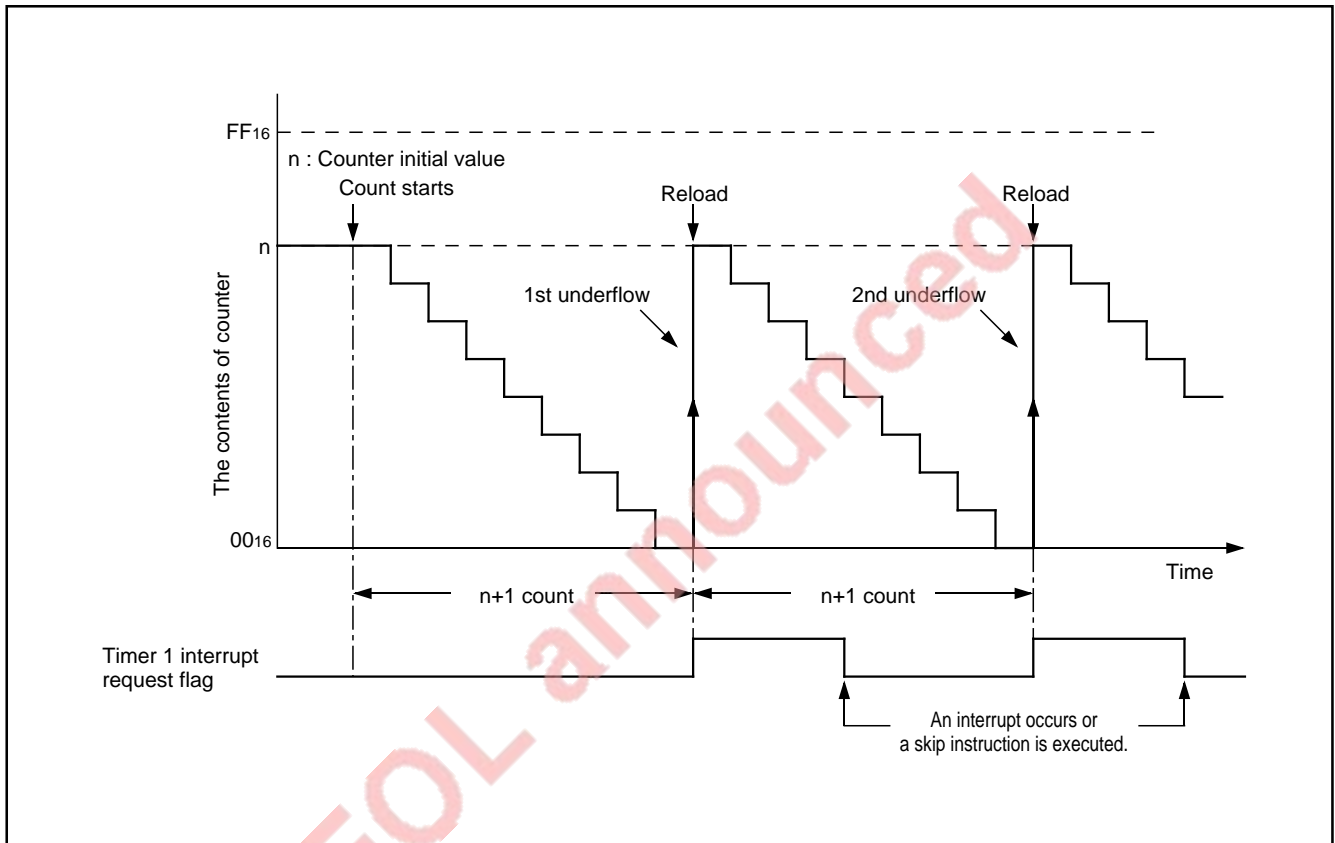 FF16
n : Counter initial value
Count starts
Reload
Reload
n
1st underflow
2nd underflow
The contents of counter
0016
Time
n+1 count
n+1 count
Timer 1 interrupt
request flag
An interrupt occurs or
a skip instruction is executed.
EOL announced